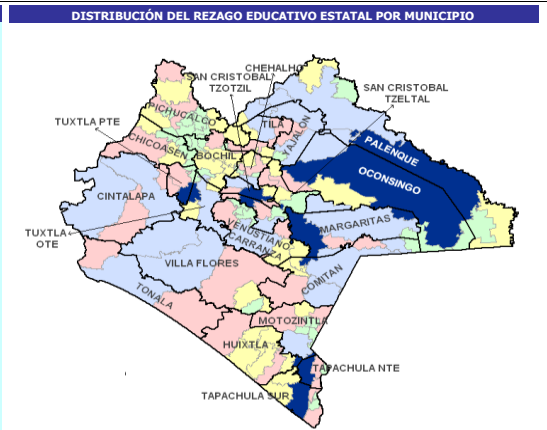 DISTRIBUCIÓN DEL REZAGO EDUCATIVO ESTATAL POR MUNICIPIO
CHEHALHO
SAN CRISTOBAL
TZOTZIL
SAN CRISTOBAL
TZELTAL
PICHUCALCO
TUXTLA PTE
TILA
YAJALON
CHICOASEN
BOCHIL
PALENQUE
OCONSINGO
CINTALAPA
TUXTLA
OTE
VENUSTIANO
CARRANZA
MARGARITAS
VILLA FLORES
COMITAN
TONALA
MOTOZINTLA
HUIXTLA
TAPACHULA NTE
TAPACHULA SUR